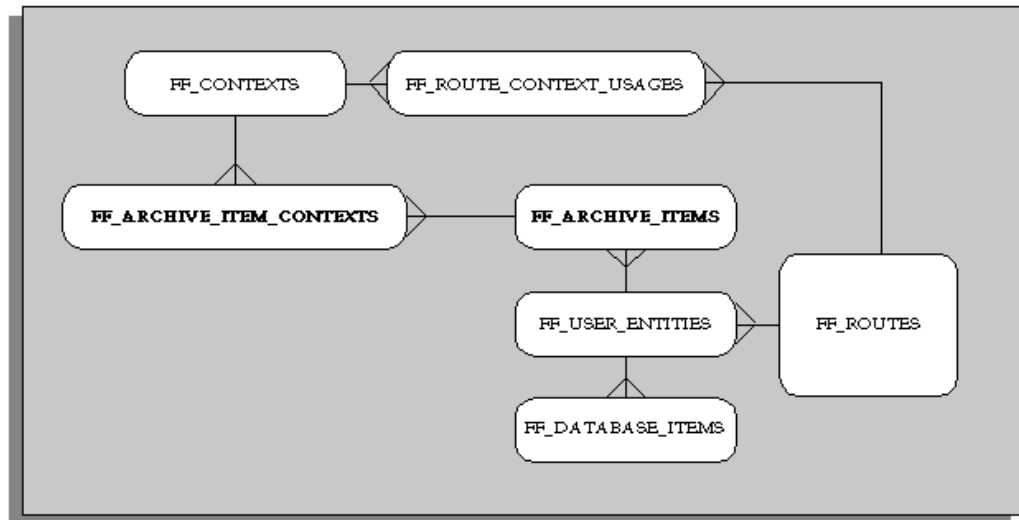 FF_CONTEXTS
FF_ROUTE_CONTEXT_USAGES
FF_ARCHIVE_ITEM_CONTEXTS
FF_ARCHIVE_ITEMS
FF_USER_ENTITIES
FF_ROUTES
FF_DATABASE_ITEMS